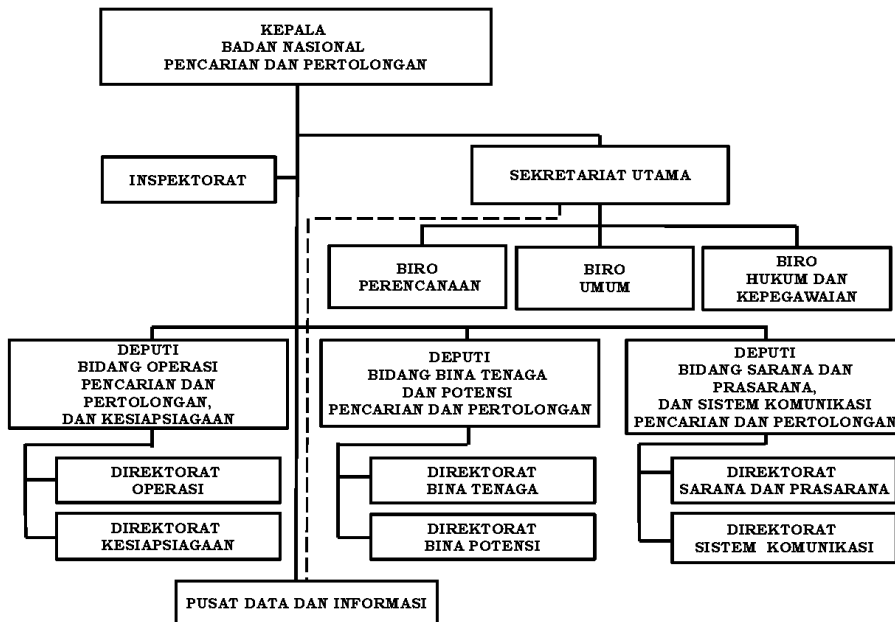 KEPALA
BADAN NASIONAL
PENCARIAN DAN PERTOLONGAN
INSPEKTORAT
SEKRETARIAT UTAMA
BIRO
PERENCANAAN
BIRO
UMUM
BIRO
HUKUM DAN
KEPEGAWAIAN
DEPUTI
BIDANG OPERASI
PENCARIAN DAN
PERTOLONGAN,
DAN KESIAPSIAGAAN
DEPUTI
BIDANG BINA TENAGA
DAN POTENSI
PENCARIAN DAN PERTOLONGAN
DEPUTI
BIDANG SARANA DAN
PRASARANA,
DAN SISTEM KOMUNIKASI
PENCARIAN DAN PERTOLONGAN
DIREKTORAT
OPERASI
DIREKTORAT
BINA TENAGA
DIREKTORAT
SARANA DAN PRASARANA
DIREKTORAT
KESIAPSIAGAAN
DIREKTORAT
BINA POTENSI
DIREKTORAT
SISTEM KOMUNIKASI
PUSAT DATA DAN INFORMASI